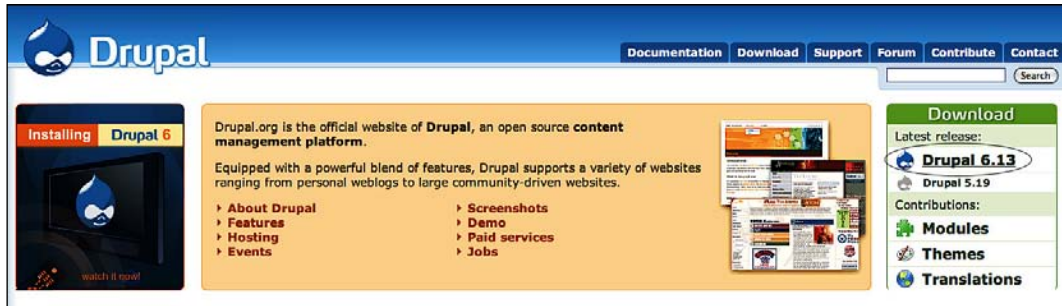 Drupal
Documentation Download Support Forum Contribute Contact
Search
Installing Drupal 6
watch it now!
Drupal.org is the official website of Drupal, an open source content
management platform.
Equipped with a powerful blend of features, Drupal supports a variety of websites
ranging from personal weblogs to large community-driven websites.
About Drupal
Features
Hosting
Events
Screenshots
Demo
Paid services
Jobs
Download
Latest release:
Drupal 6.13
Drupal 5.19
Contributions:
Modules
Themes
Translations